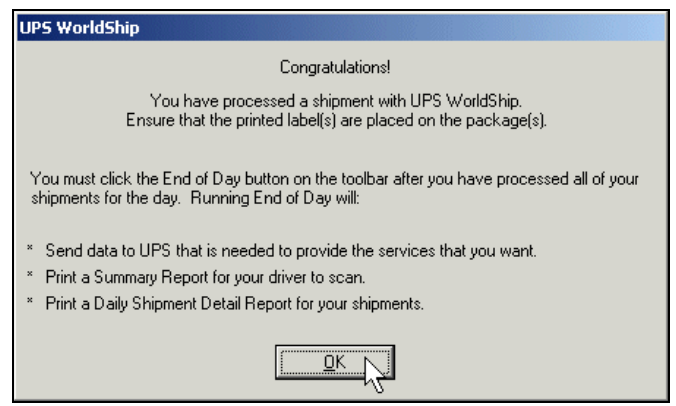 UPS WorldShip
Congratulations!
You have processed a shipment with UPS WorldShip.
Ensure that the printed label(s) are placed on the package(s).
You must click the End of Day button on the toolbar after you have processed all of your
shipments for the day.  Running End of Day will:
* Send data to UPS that is needed to provide the services that you want.
* Print a Summary Report for your driver to scan.
* Print a Daily Shipment Detail Report for your shipments.
OK